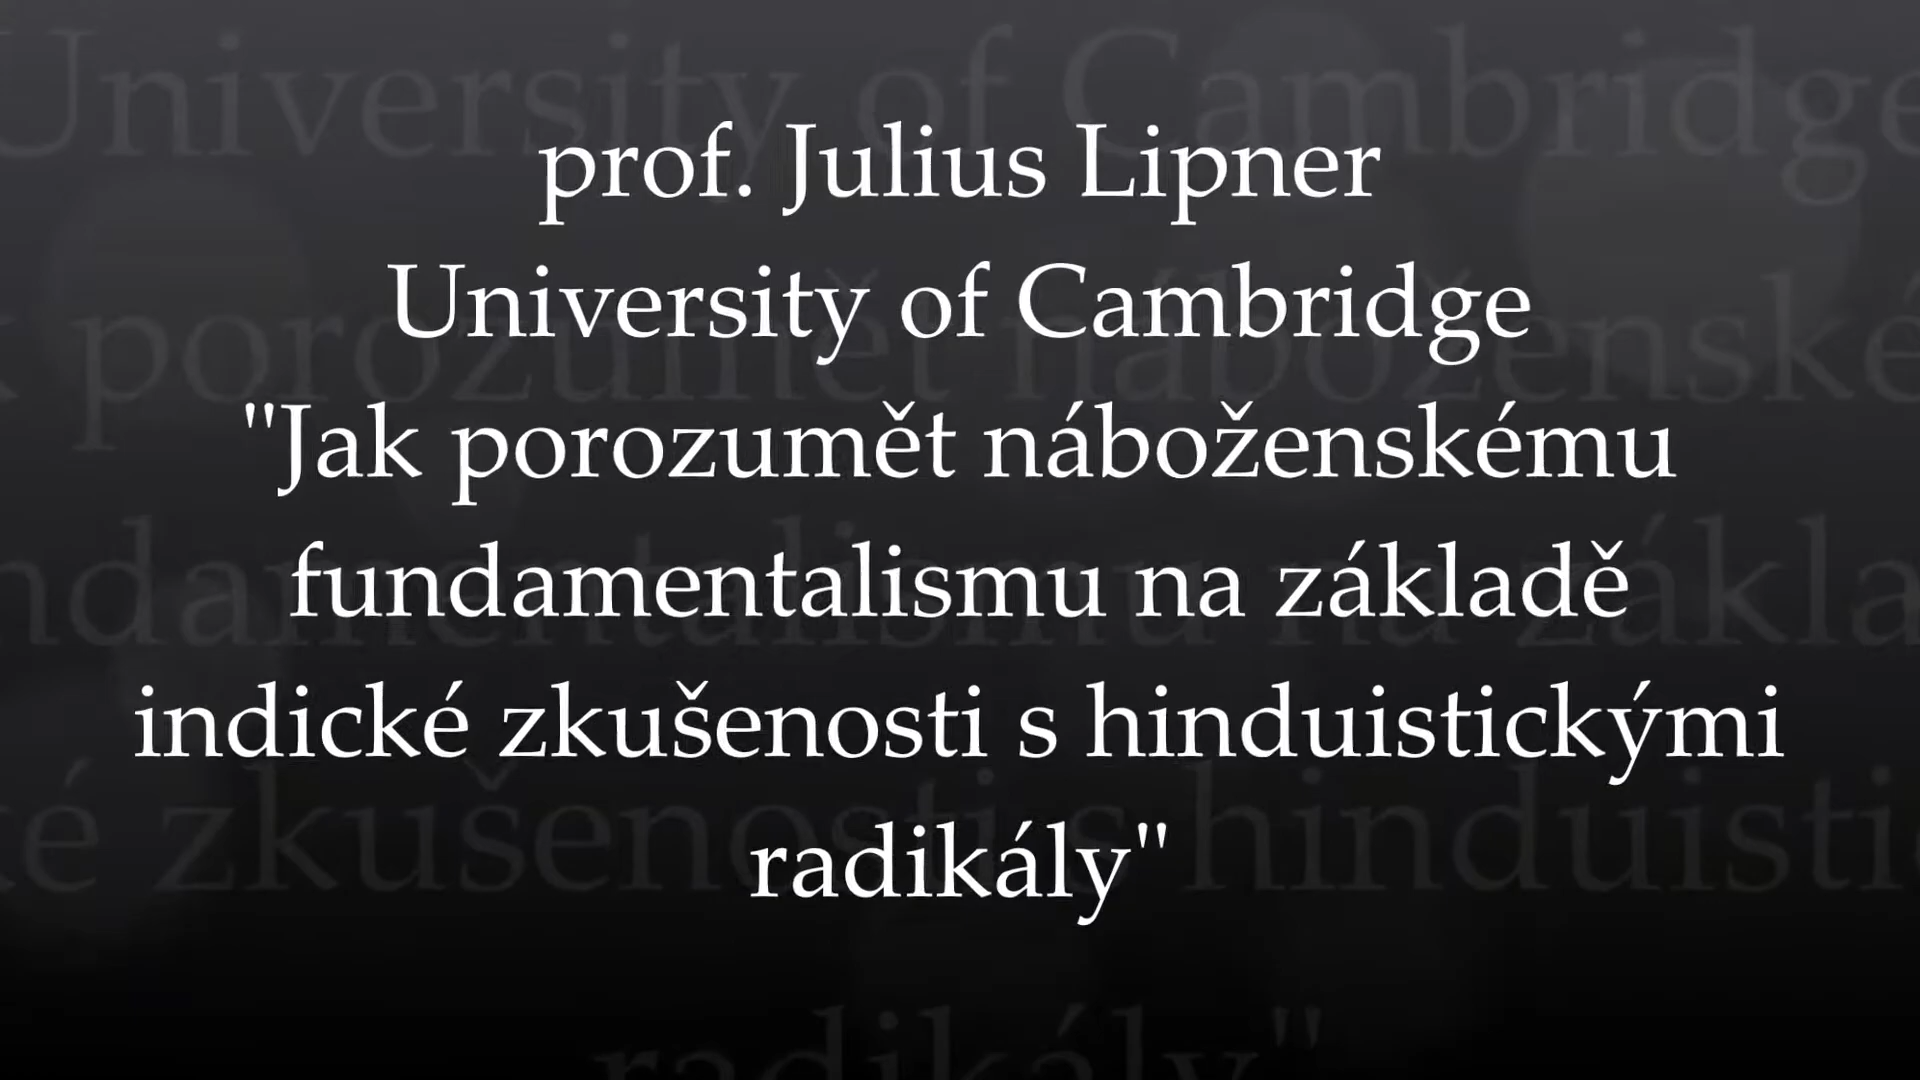 prof. Julius Lipner
University of Cambridge
"Jak porozumět náboženskému
fundamentalismu na základě
indické zkušenosti s hinduistickými
radikály"